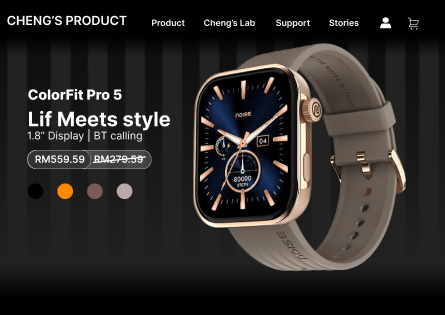 CHENG'S PRODUCT
Product
Cheng's Lab
Support
Stories
ColorFit Pro 5
Lif Meets style
1.8” Display | BT calling
RM559.59 RM279.59
noise
04
80000
STEPS
NOISE